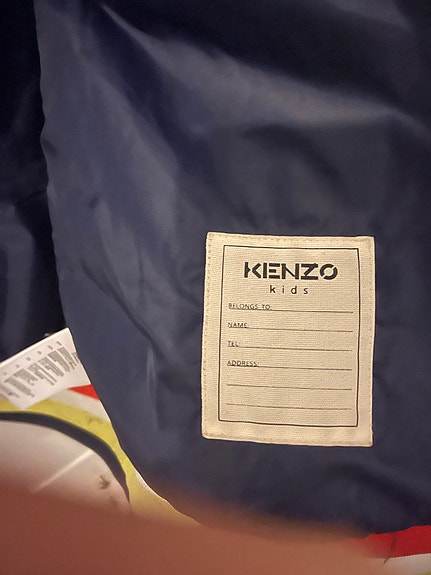 KENZO
kids
BELONGS TO:
NAME:
TEL:
ADDRESS: